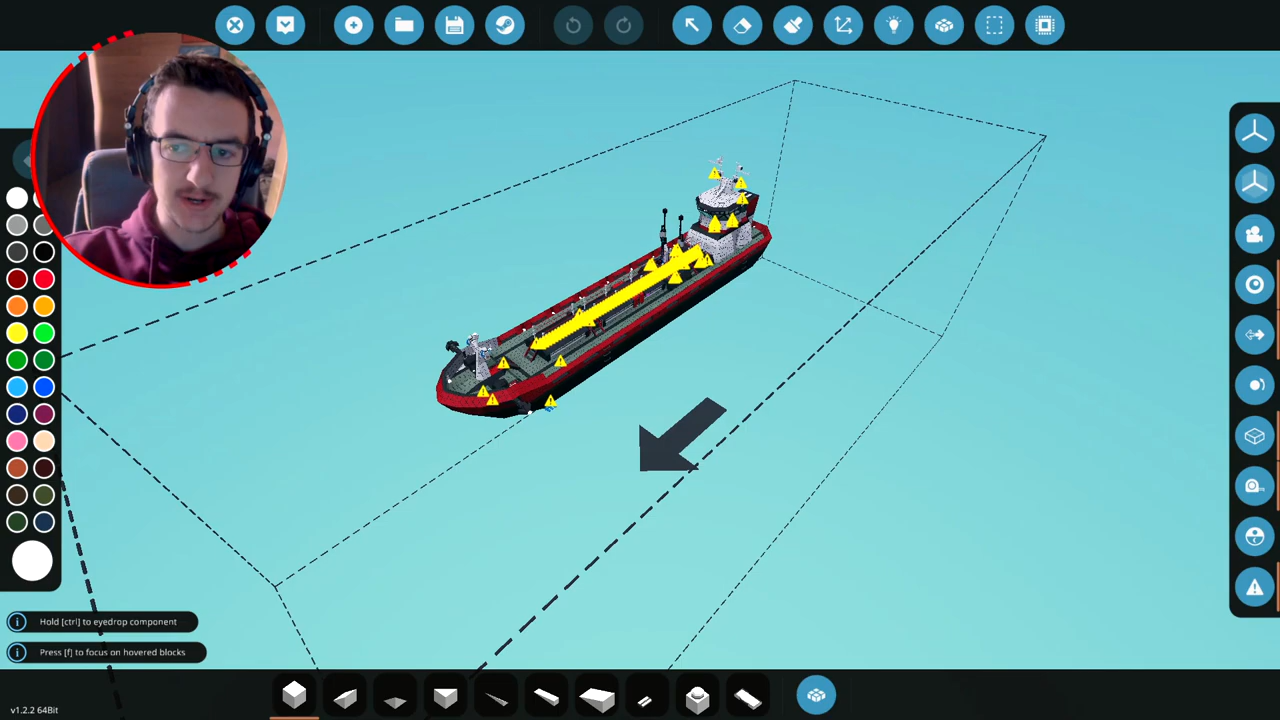 Hold [ctrl] to eyedrop component
Press [f] to focus on hovered blocks
v1.2.2 64Bit